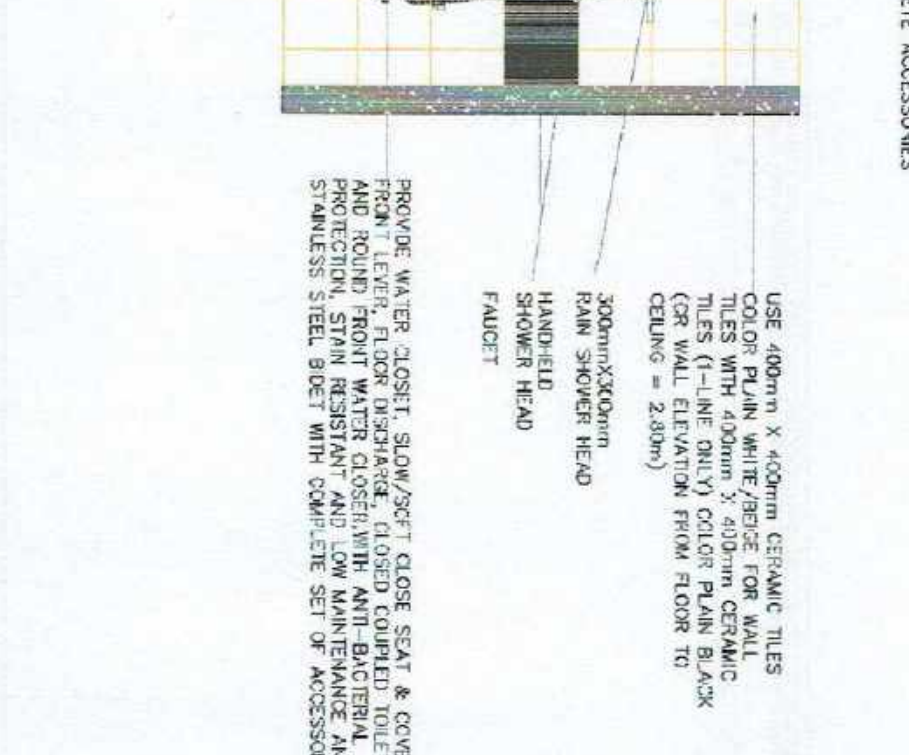 ACCESSORIES
USE 400mm X 400mm CERAMIC TILES
COLOR PLAIN WHITE/BEIGE FOR WALL
TILES WITH 400mm X 400mm CERAMIC
TILES (1-LINE ONLY) COLOR PLAIN BLACK
(OR WALL ELEVATION FROM FLOOR TO
CEILING = 2.80m)
300mmX300mm
RAIN SHOWER HEAD
HANDHELD
SHOWER HEAD
FAUCET
PROVIDE WATER CLOSET, SLOW/SOFT CLOSE SEAT & COVE
FRONT LEVER, FLOOR DISCHARGE, CLOSED COUPLED TOILE
AND ROUND FRONT WATER CLOSER,WITH ANTI-BACTERIAL
PROTECTION, STAIN RESISTANT AND LOW MAINTENANCE AN
STAINLESS STEEL BIDET WITH COMPLETE SET OF ACCESSO